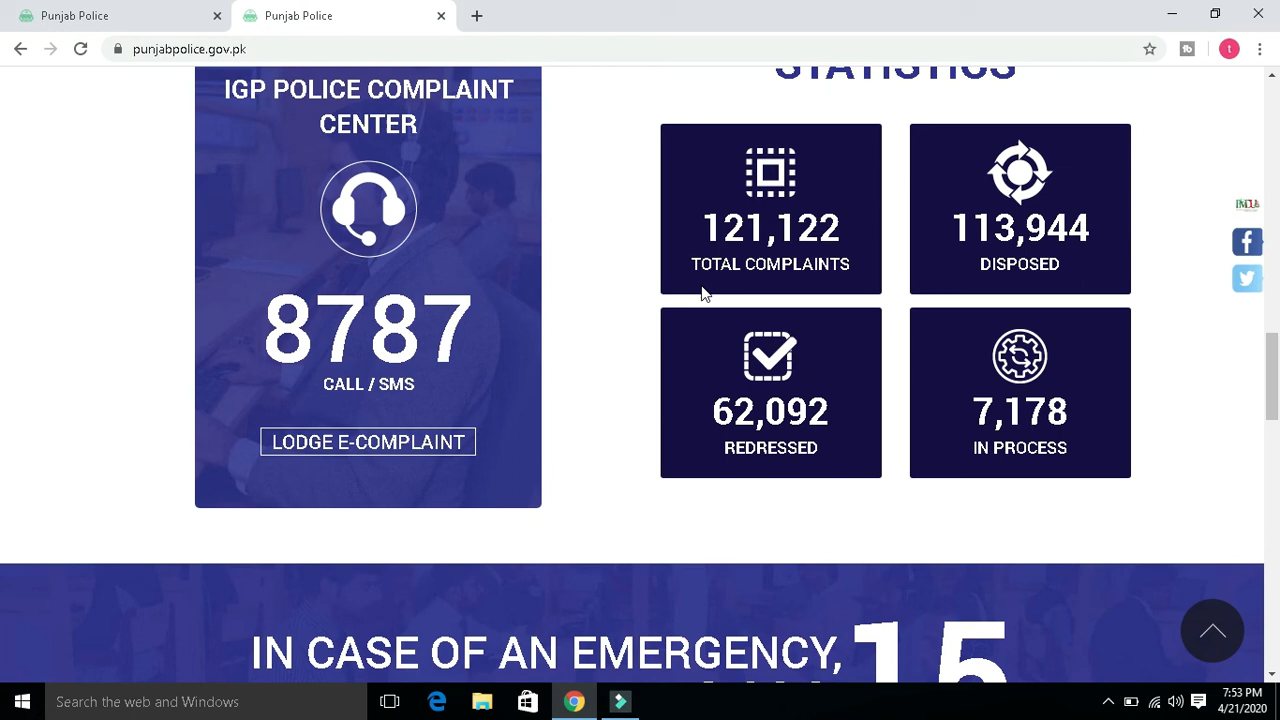 Punjab Police
Punjab Police
punjabpolice.gov.pk
t
IGP POLICE COMPLAINT
CENTER
8787
CALL / SMS
LODGE E-COMPLAINT
STATISTICS
121,122
TOTAL COMPLAINTS
113,944
DISPOSED
62,092
REDRESSED
7,178
IN PROCESS
IN CASE OF AN EMERGENCY,
15
Search the web and Windows
7:53 PM
4/21/2020